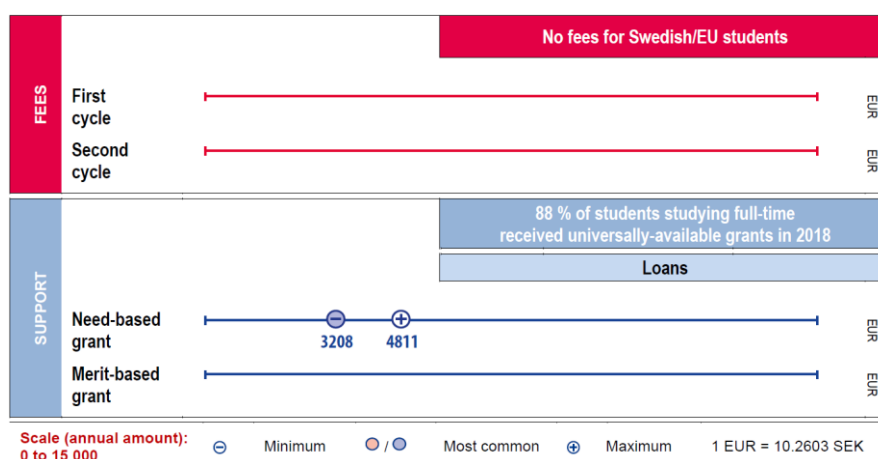 No fees for Swedish/EU students
FEES
First
cycle
EUR
Second
cycle
EUR
88 % of students studying full-time
received universally-available grants in 2018
Loans
SUPPORT
Need-based
grant
3208 4811
EUR
Merit-based
grant
EUR
Scale (annual amount):
0 to 15 000
Minimum / Most common Maximum 1 EUR = 10.2603 SEK